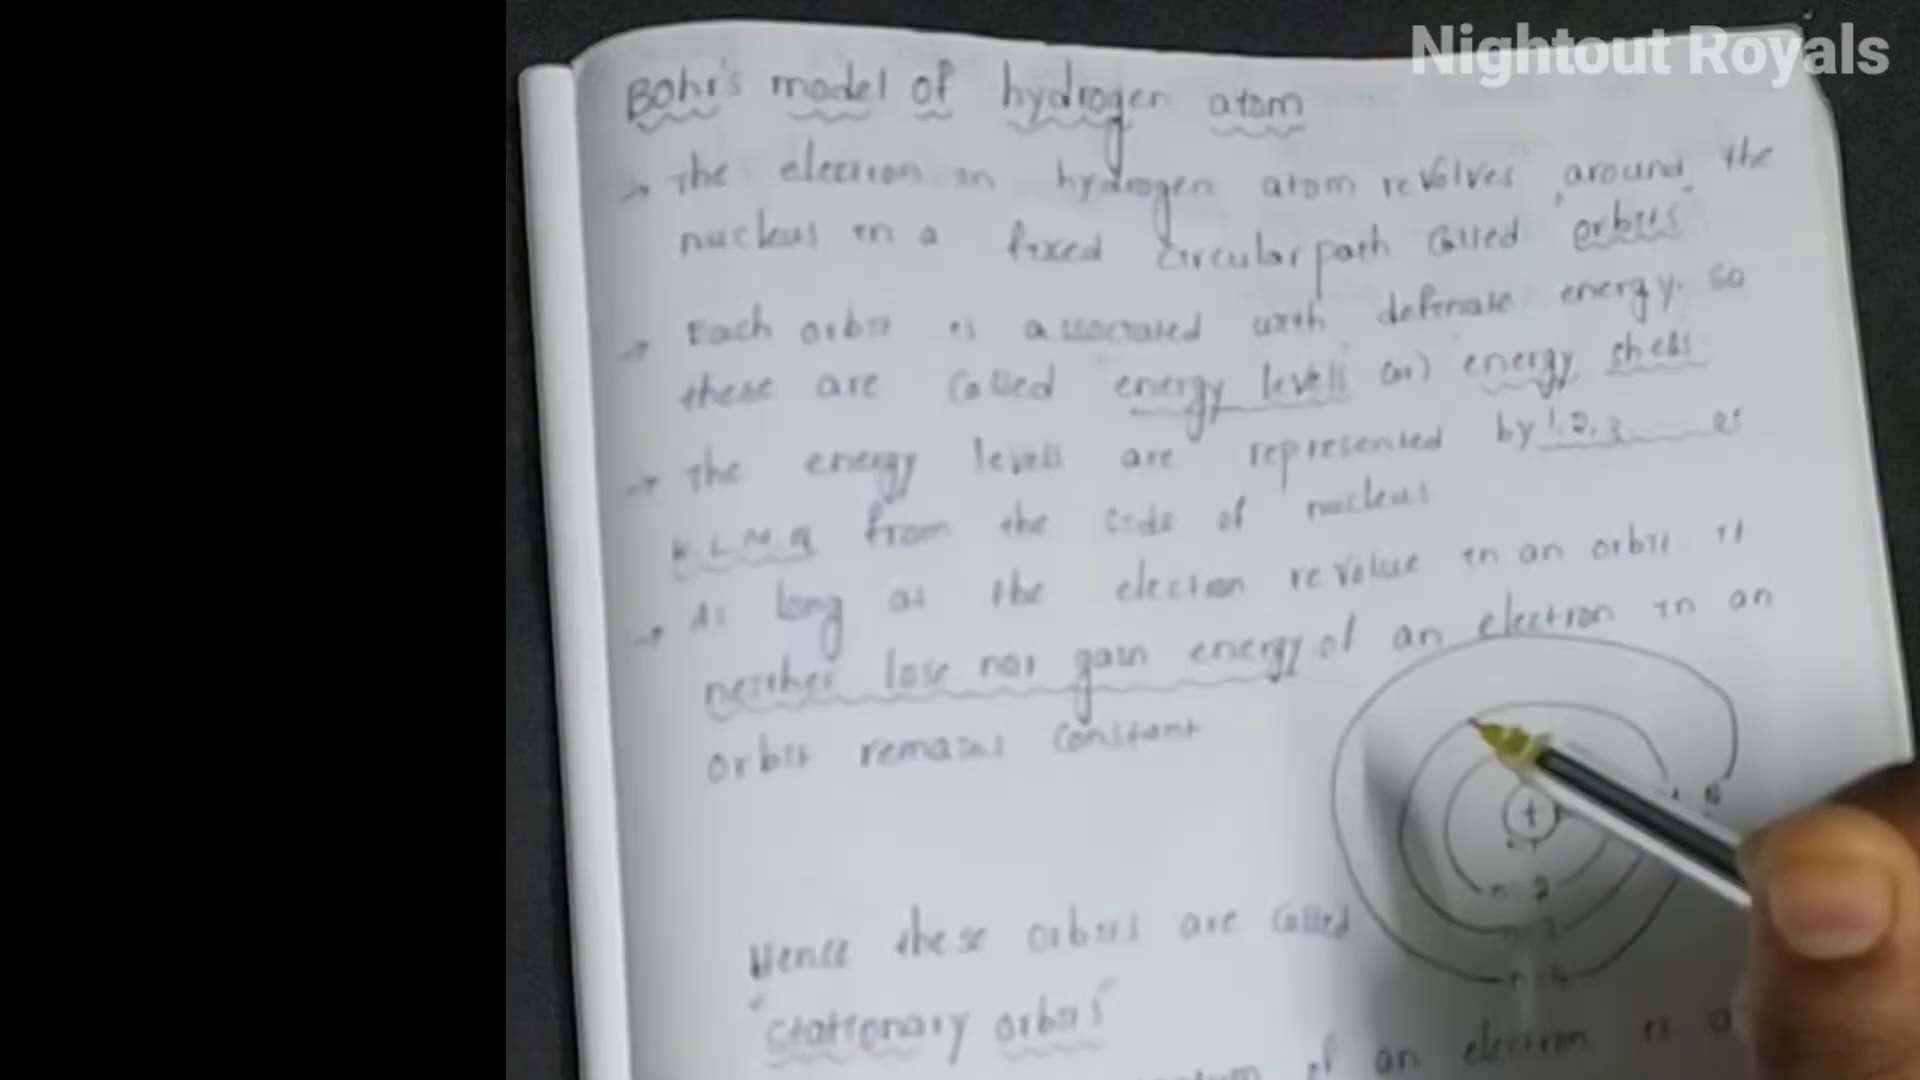 Nightout Royals
Bohr's model of hydrogen atom
→ The electron in hydrogen atom revolves around the
nucleus in a fixed circular path called "orbits"
→ Each orbit is associated with definate energy. so
these are called energy levels (or) energy shells
→ The energy levels are represented by 1, 2, 3 or
K, L, M, N from the side of nucleus
→ As long as the electron revolve in an orbit it
neither lose nor gain energy of an electron in an
orbit remains constant
+
n 2
n 4
Hence these orbits are called
"stationary orbits"
of an electron is